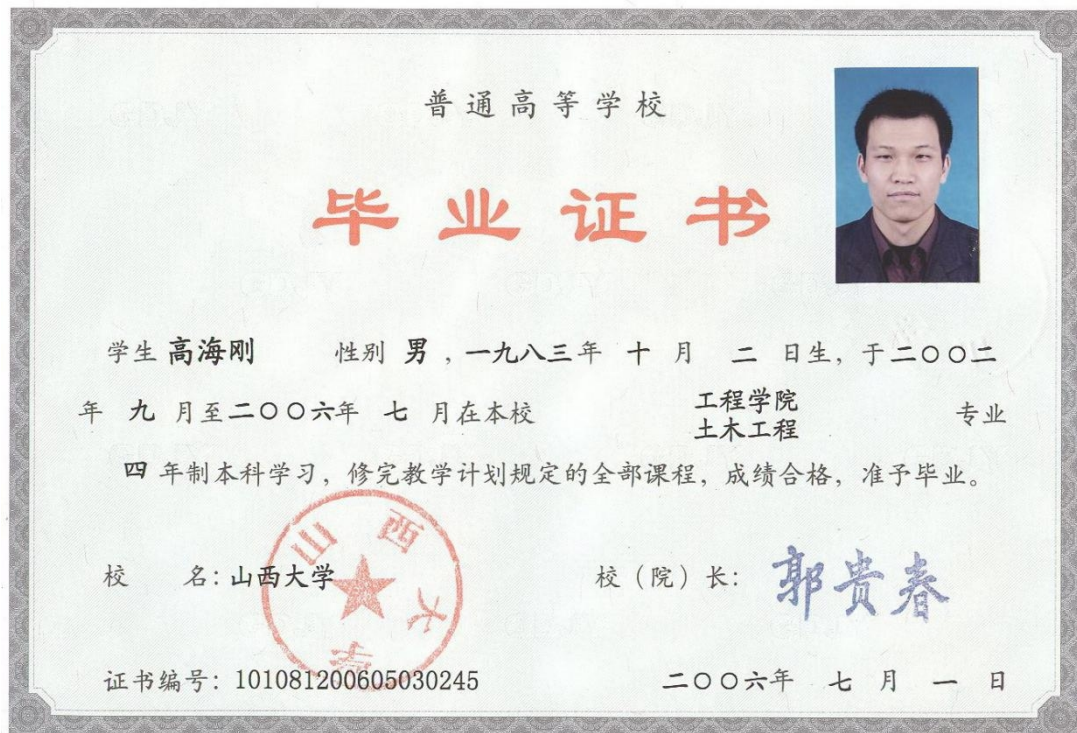 普通高等学校
毕业证书
学生 高海刚 性别 男 ，一九八三年 十 月 二 日生，于二〇〇二
年 九 月至二〇〇六年 七 月在本校 工程学院 土木工程 专业
四 年制本科学习，修完教学计划规定的全部课程，成绩合格，准予毕业。
校 名：山西大学 校（院）长： 郭贵春
山西大学
证书编号：101081200605030245 二〇〇六年 七 月 一 日